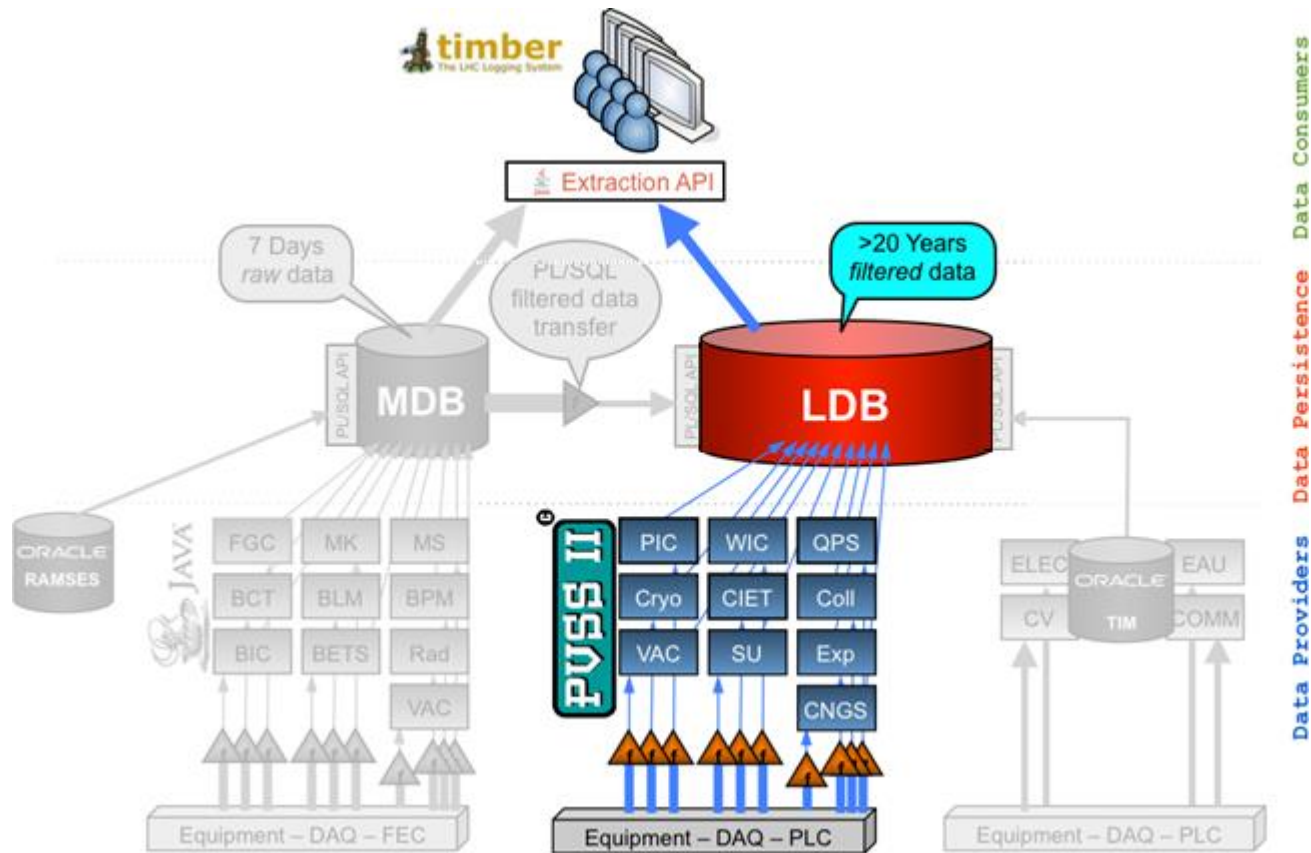 timber
The LHC Logging System
Extraction API
7 Days
raw data
PL/SQL
filtered data
transfer
>20 Years
filtered data
PL/SQL API
MDB
PL/SQL API
LDB
PL/SQL API
ORACLE
RAMSES
JAVA
FGC
MK
MS
BCT
BLM
BPM
BIC
BETS
Rad
VAC
G
PVSS II
PIC
WIC
QPS
Cryo
CIET
Coll
VAC
SU
Exp
CNGS
ELEC
EAU
ORACLE
TIM
CV
COMM
Equipment – DAQ – FEC
Equipment – DAQ – PLC
Equipment – DAQ – PLC
Data Consumers
Data Persistence
Data Providers